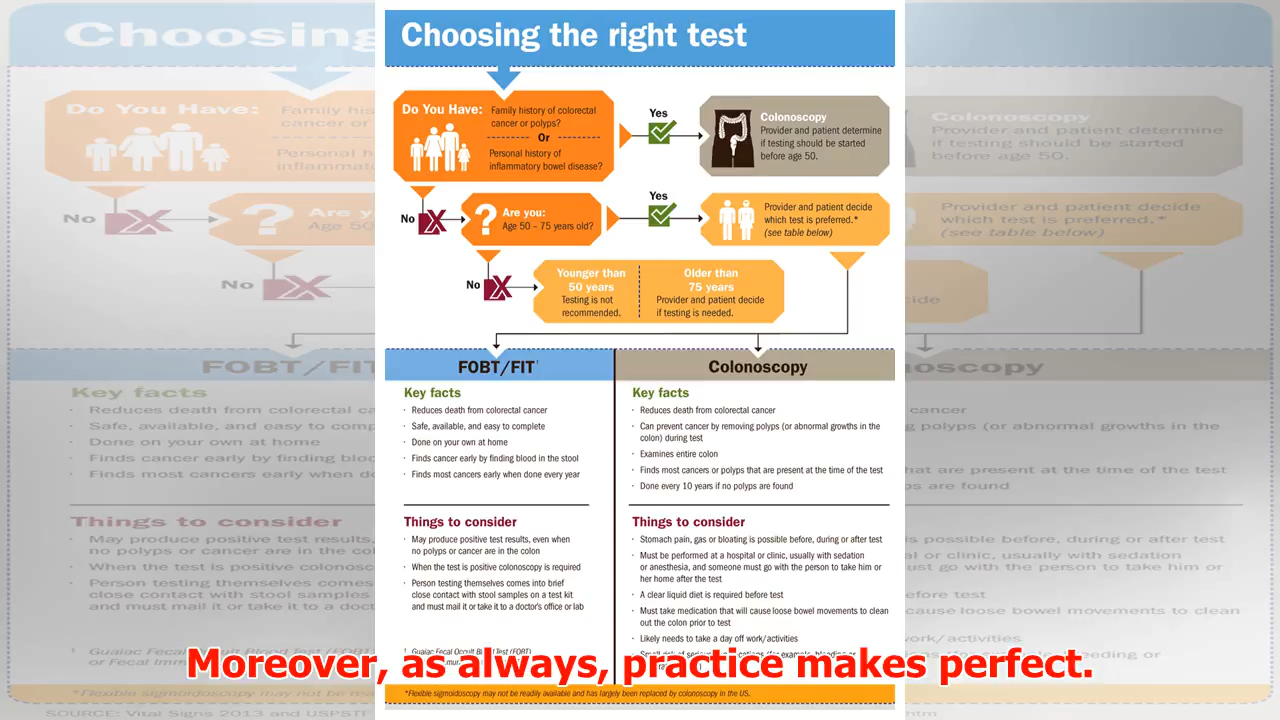 Choosing the right test
Do You Have:
Family history of colorectal
cancer or polyps?
Or
Personal history of
inflammatory bowel disease?
Yes
Colonoscopy
Provider and patient determine
if testing should be started
before age 50.
No
Are you:
Age 50 – 75 years old?
Yes
Provider and patient decide
which test is preferred.*
(see table below)
No
Younger than
50 years
Testing is not
recommended.
Older than
75 years
Provider and patient decide
if testing is needed.
FOBT/FIT†
Key facts
· Reduces death from colorectal cancer
· Safe, available, and easy to complete
· Done on your own at home
· Finds cancer early by finding blood in the stool
· Finds most cancers early when done every year
Things to consider
· May produce positive test results, even when
no polyps or cancer are in the colon
· When the test is positive colonoscopy is required
· Person testing themselves comes into brief
close contact with stool samples on a test kit
and must mail it or take it to a doctor's office or lab
Colonoscopy
Key facts
· Reduces death from colorectal cancer
· Can prevent cancer by removing polyps (or abnormal growths in the
colon) during test
· Examines entire colon
· Finds most cancers or polyps that are present at the time of the test
· Done every 10 years if no polyps are found
Things to consider
· Stomach pain, gas or bloating is possible before, during or after test
· Must be performed at a hospital or clinic, usually with sedation
or anesthesia, and someone must go with the person to take him or
her home after the test
· A clear liquid diet is required before test
· Must take medication that will cause loose bowel movements to clean
out the colon prior to test
· Likely needs to take a day off work/activities
Moreover, as always, practice makes perfect.
*Flexible sigmoidoscopy may not be readily available and has largely been replaced by colonoscopy in the US.
SOURCE: Vital Signs 2013 and USPSTF